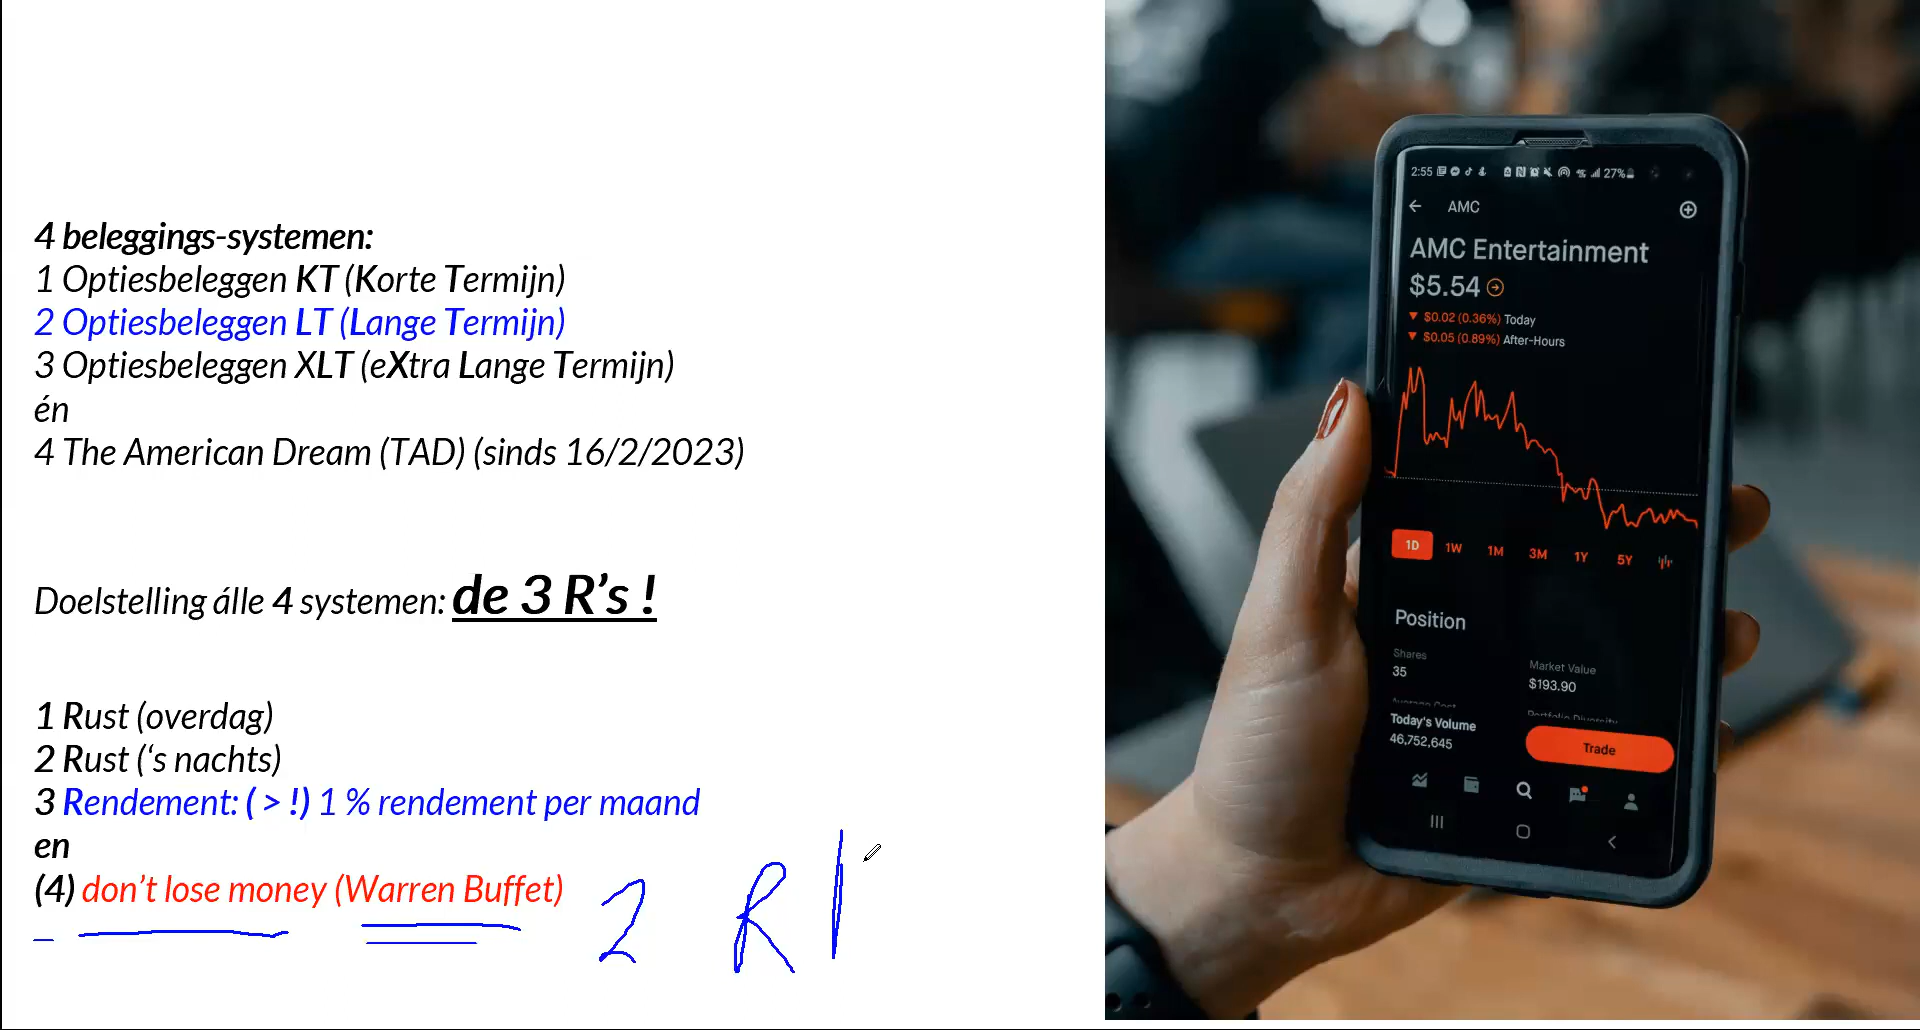 4 beleggings-systemen:
1 Optiesbeleggen KT (Korte Termijn)
2 Optiesbeleggen LT (Lange Termijn)
3 Optiesbeleggen XLT (eXtra Lange Termijn)
én
4 The American Dream (TAD) (sinds 16/2/2023)
Doelstelling álle 4 systemen: de 3 R’s !
1 Rust (overdag)
2 Rust (‘s nachts)
3 Rendement: ( > !) 1 % rendement per maand
en
(4) don’t lose money (Warren Buffet)
2 R
2:55 27%
AMC
AMC Entertainment
$5.54
$0.02 (0.36%) Today
$0.05 (0.89%) After-Hours
1D 1W 1M 3M 1Y 5Y
Position
Shares
35
Market Value
$193.90
Today's Volume
46,752,645
Trade